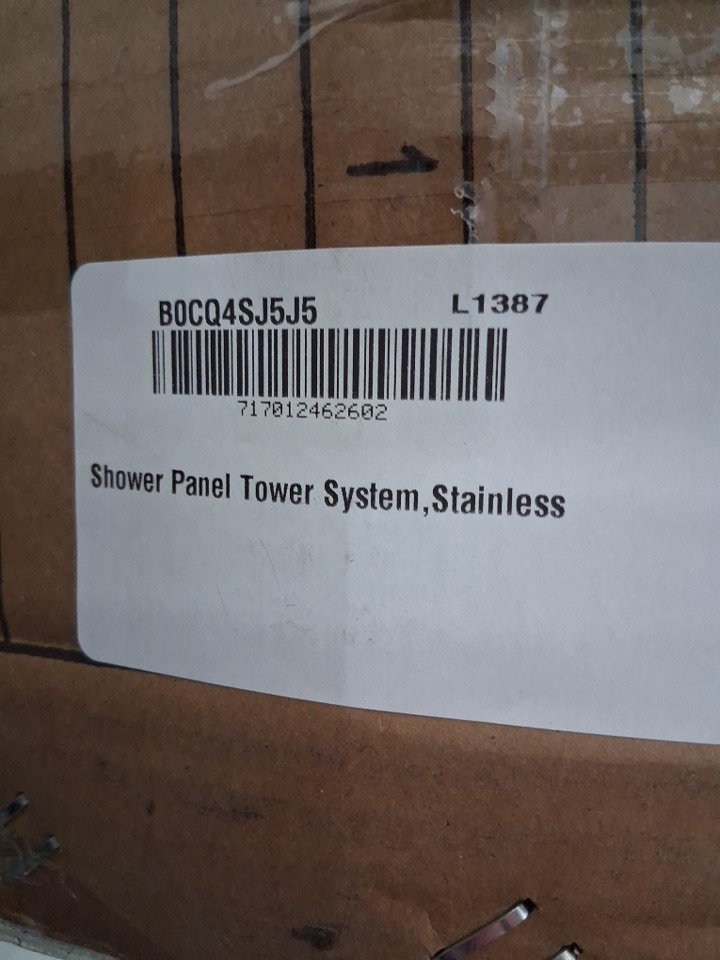 B0CQ4SJ5J5 L1387
717012462602
Shower Panel Tower System,Stainless